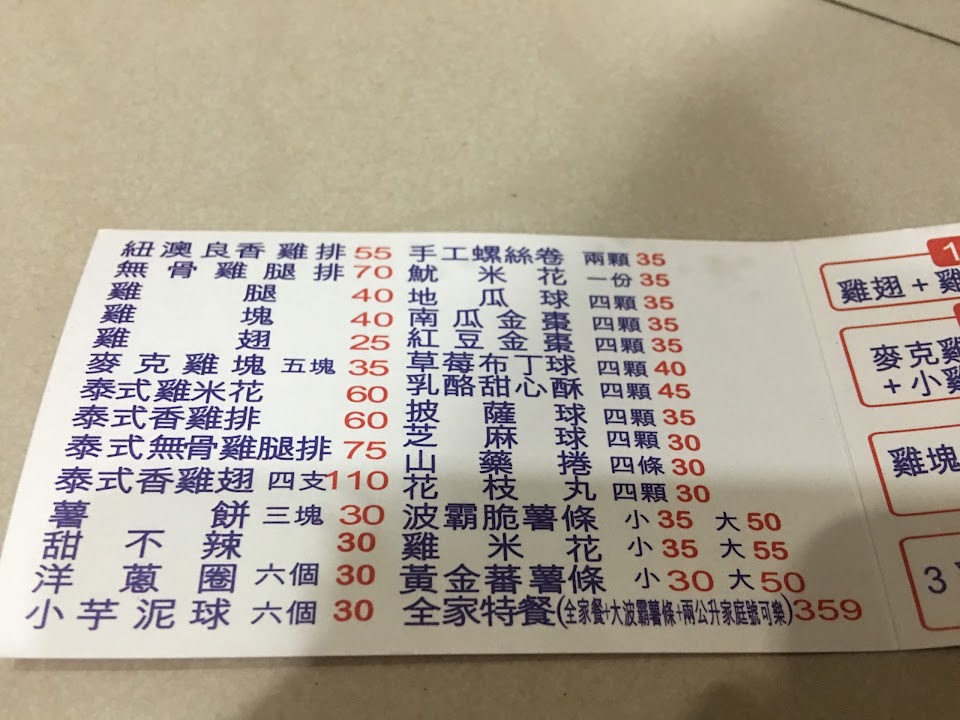 紐澳良香雞排 55
無骨雞腿排 70
雞腿 40
雞塊 40
雞翅 25
麥克雞塊 五塊 35
泰式雞米花 60
泰式香雞排 60
泰式無骨雞腿排 75
泰式香雞翅 四支110
薯餅 三塊 30
甜不辣 30
洋蔥圈 六個 30
小芋泥球 六個 30
手工螺絲卷 兩顆 35
魷米花 一份 35
地瓜球 四顆 35
南瓜金棗 四顆 35
紅豆金棗 四顆 35
草莓布丁球 四顆 40
乳酪甜心酥 四顆 45
披薩球 四顆 35
芝麻球 四顆 30
山藥捲 四條 30
花枝丸 四顆 30
波霸脆薯條 小 35 大 50
雞米花 小 35 大 55
黃金蕃薯條 小 30 大 50
全家特餐(全家餐+大波霸薯條+兩公升家庭號可樂)359
1
雞翅+雞
麥克雞
+小雞
雞塊
3